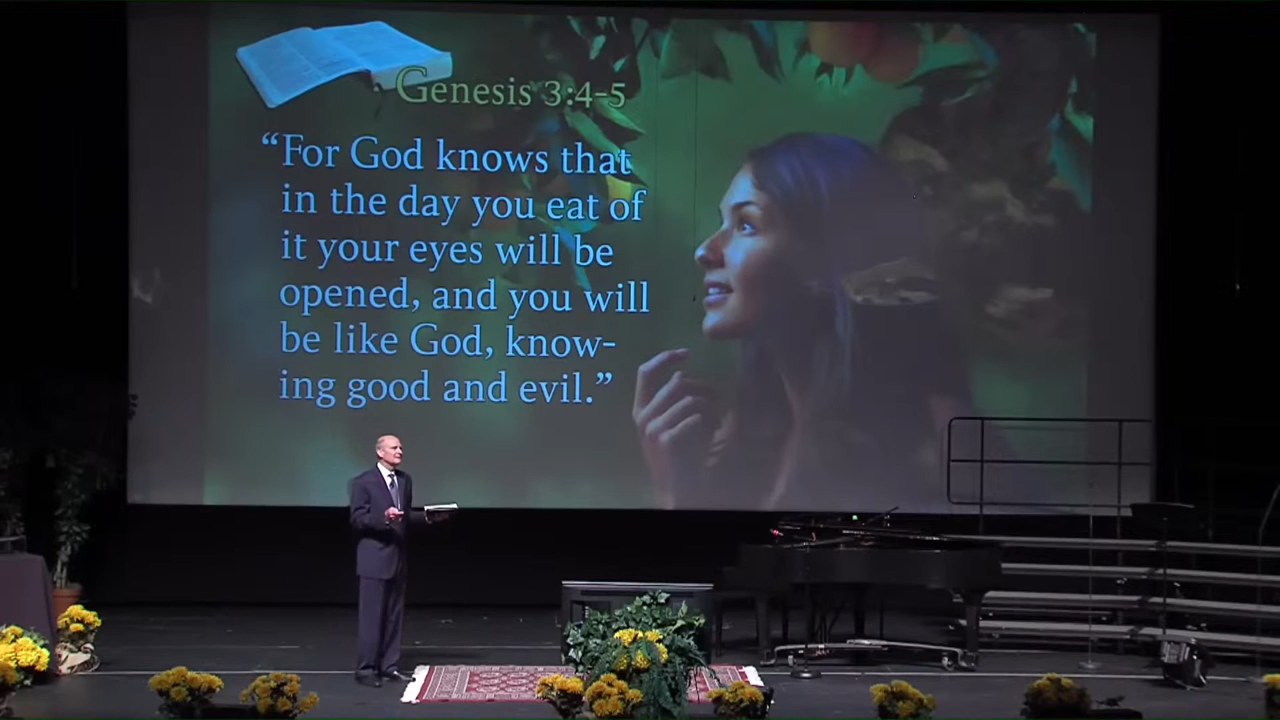 Genesis 3:4-5
“For God knows that
in the day you eat of
it your eyes will be
opened, and you will
be like God, know-
ing good and evil.”